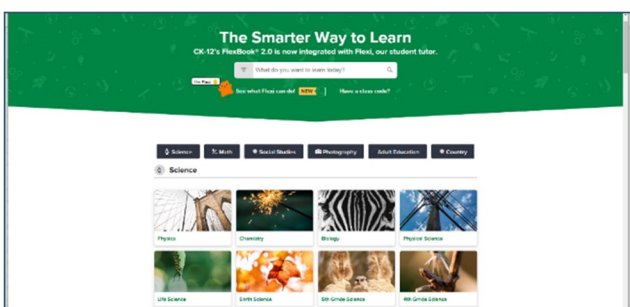 The Smarter Way to Learn
CK-12's FlexBook® 2.0 is now integrated with Flexi, our student tutor.
What do you want to learn today?
See what Flexi can do! NEW | Have a class code?
Science Math Social Studies Photography Adult Education Country
Science
Physics Chemistry Biology Physical Science
Life Science Earth Science 5th Grade Science 4th Grade Science